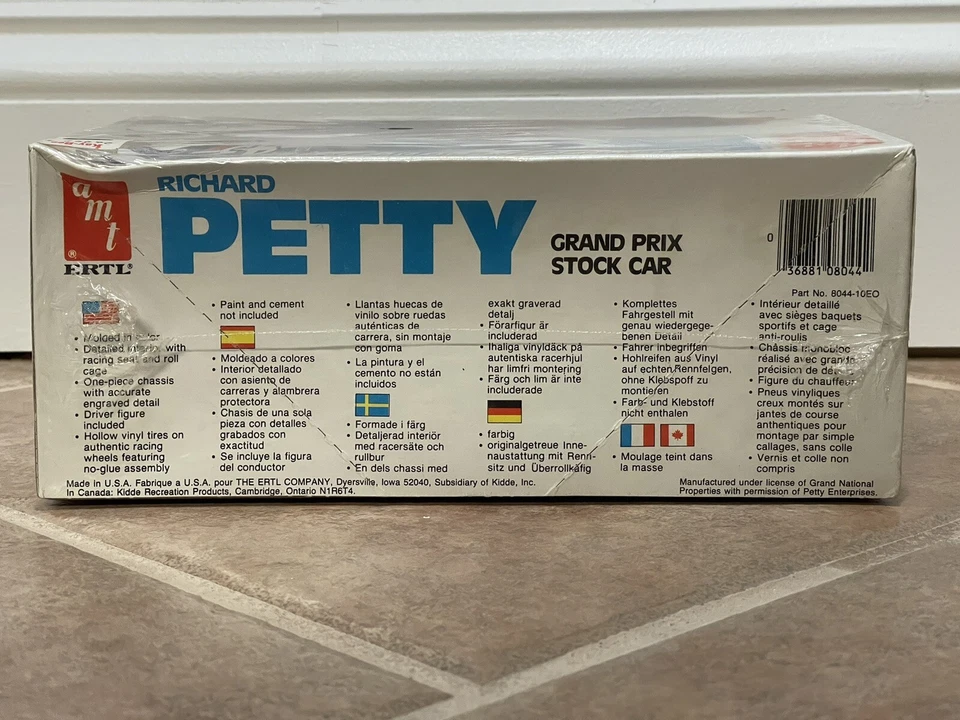 amt
®
ERTL®
RICHARD
PETTY
GRAND PRIX
STOCK CAR
0
36881 08044
Part No. 8044-10EO
• Molded in color
• Detailed interior with
racing seat and roll
cage
• One-piece chassis
with accurate
engraved detail
• Driver figure
included
• Hollow vinyl tires on
authentic racing
wheels featuring
no-glue assembly
• Paint and cement
not included
• Moldeado a colores
• Interior detallado
con asiento de
carreras y alambrera
protectora
• Chasis de una sola
pieza con detalles
grabados con
exactitud
• Se incluye la figura
del conductor
• Llantas huecas de
vinilo sobre ruedas
auténticas de
carrera, sin montaje
con goma
• La pintura y el
cemento no están
incluidos
• Formade i färg
• Detaljerad interiör
med racersäte och
rullbur
• En dels chassi med
exakt graverad
detalj
• Förarfigur är
includerad
• Ihaliga vinyldäck på
autentiska racerhjul
har limfri montering
• Färg och lim är inte
includerade
• farbig
• originalgetreue Inne-
naustattung mit Renn-
sitz und Überrollkäfig
• Komplettes
Fahrgestell mit
genau wiedergege-
benen Detail
• Fahrer inbegriffen
• Hohlreifen aus Vinyl
auf echten Rennfelgen,
ohne Klebspoff zu
montieren
• Farb- und Klebstoff
nicht enthalten
• Moulage teint dans
la masse
• Intérieur detaillé
avec sièges baquets
sportifs et cage
anti-roulis
• Châssis monobloc
réalisé avec grande
précision de
• Figure du chauffeur
• Pneus vinyliques
creux montés sur
jantes de course
anthentiques pour
montage par simple
callages, sans colle
• Vernis et colle non
compris
Made in U.S.A. Fabrique a U.S.A. pour THE ERTL COMPANY, Dyersville, Iowa 52040, Subsidiary of Kidde, Inc.
In Canada: Kidde Recreation Products, Cambridge, Ontario N1R6T4.
Manufactured under license of Grand National
Properties with permission of Petty Enterprises.